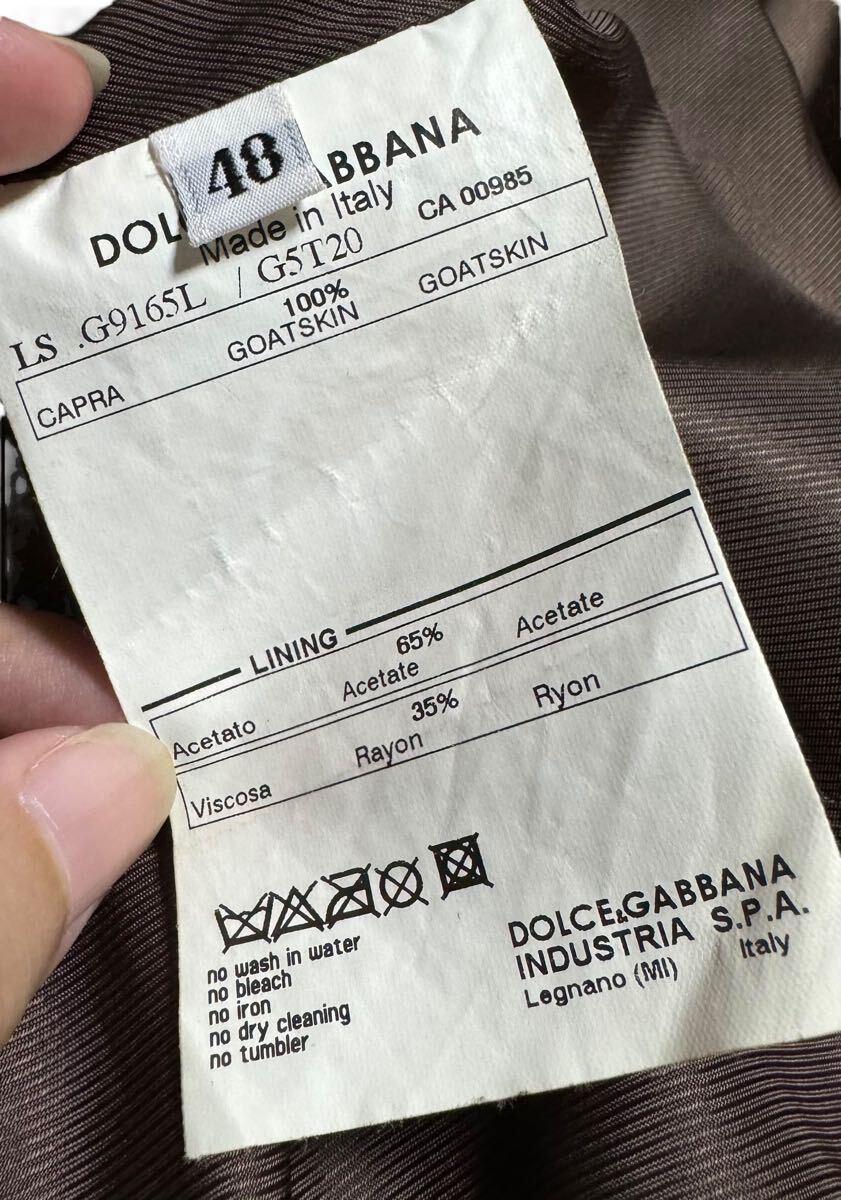 48
DOL ABBANA
Made in Italy
LS .G9165L / G5T20 CA 00985
CAPRA 100% GOATSKIN GOATSKIN
LINING
Acetato 65% Acetate Acetate
Viscosa 35% Rayon Ryon
no wash in water
no bleach
no iron
no dry cleaning
no tumbler
DOLCE&GABBANA
INDUSTRIA S.P.A.
Legnano (MI) Italy